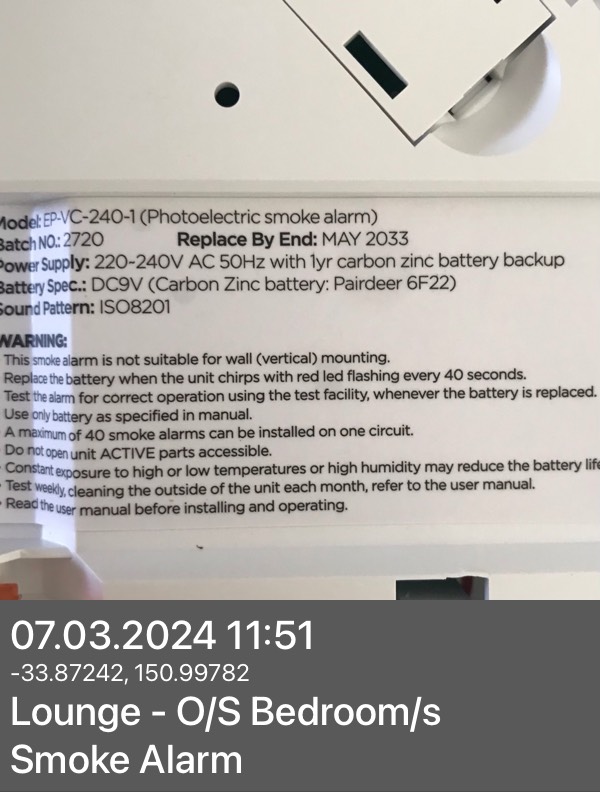 Model: EP-VC-240-1 (Photoelectric smoke alarm)
Batch NO.: 2720 Replace By End: MAY 2033
Power Supply: 220-240V AC 50Hz with 1yr carbon zinc battery backup
Battery Spec.: DC9V (Carbon Zinc battery: Pairdeer 6F22)
Sound Pattern: ISO8201
WARNING:
This smoke alarm is not suitable for wall (vertical) mounting.
Replace the battery when the unit chirps with red led flashing every 40 seconds.
Test the alarm for correct operation using the test facility, whenever the battery is replaced.
Use only battery as specified in manual.
· A maximum of 40 smoke alarms can be installed on one circuit.
· Do not open unit ACTIVE parts accessible.
· Constant exposure to high or low temperatures or high humidity may reduce the battery life
· Test weekly, cleaning the outside of the unit each month, refer to the user manual.
· Read the user manual before installing and operating.
07.03.2024 11:51
-33.87242, 150.99782
Lounge - O/S Bedroom/s
Smoke Alarm